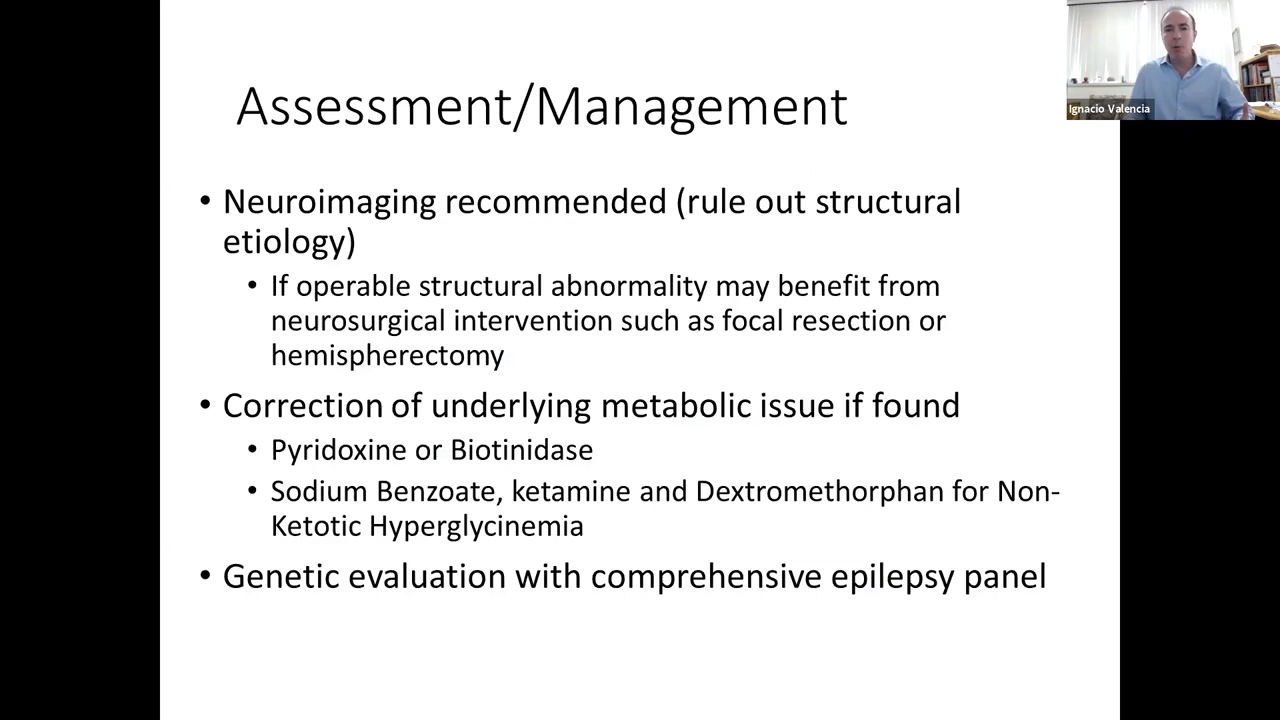 Assessment/Management
Ignacio Valencia
• Neuroimaging recommended (rule out structural
etiology)
• If operable structural abnormality may benefit from
neurosurgical intervention such as focal resection or
hemispherectomy
• Correction of underlying metabolic issue if found
• Pyridoxine or Biotinidase
• Sodium Benzoate, ketamine and Dextromethorphan for Non-
Ketotic Hyperglycinemia
• Genetic evaluation with comprehensive epilepsy panel